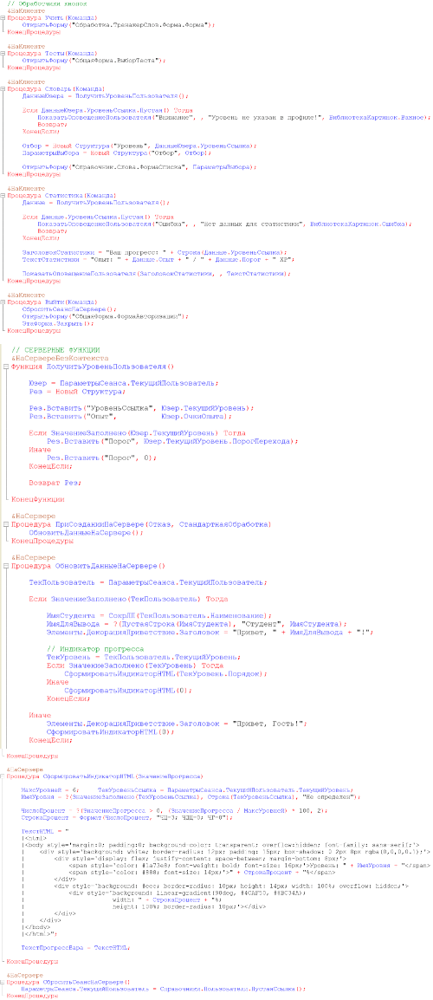 // Обработчики кнопок
&НаКлиенте
Процедура Учить(Команда)
ОткрытьФорму("Обработка.ТренажерСлов.Форма.Форма"))
КонецПроцедуры
&НаКлиенте
Процедура Тесты(Команда)
ОткрытьФорму("ОбщаяФорма.ВыборТеста");
КонецПроцедуры
&НаКлиенте
Процедура Словарь(Команда)
ДанныеЮзера = ПолучитьУровеньПользователя();
Если ДанныеЮзера.УровеньСсылка.Пустая() Тогда
ПоказатьОповещениеПользователя("Внимание", , "Уровень не указан в профиле!", БиблиотекаКартинок.Важное);
Возврат;
КонецЕсли;
Отбор = Новый Структура("Уровень", ДанныеЮзера.УровеньСсылка);
ПараметрыВыбора = Новый Структура("Отбор", Отбор);
ОткрытьФорму("Справочник.Слова.ФормаСписка", ПараметрыВыбора);
КонецПроцедуры
&НаКлиенте
Процедура Статистика(Команда)
Данные = ПолучитьУровеньПользователя();
Если Данные.УровеньСсылка.Пустая() Тогда
ПоказатьОповещениеПользователя("Ошибка", , "Нет данных для статистики", БиблиотекаКартинок.Ошибка);
Возврат;
КонецЕсли;
ЗаголовокСтатистики = "Ваш прогресс: " + Строка(Данные.УровеньСсылка);
ТекстСтатистики = "Опыт: " + Данные.Опыт + " / " + Данные.Порог + " XP";
ПоказатьОповещениеПользователя(ЗаголовокСтатистики, , ТекстСтатистики);
КонецПроцедуры
&НаКлиенте
Процедура Выйти(Команда)
СброситьСеансНаСервере();
ОткрытьФорму("ОбщаяФорма.ФормаАвторизации");
ЭтаФорма.Закрыть();
КонецПроцедуры
// СЕРВЕРНЫЕ ФУНКЦИИ
&НаСервереБезКонтекста
Функция ПолучитьУровеньПользователя()
Юзер = ПараметрыСеанса.ТекущийПользователь;
Рез = Новый Структура;
Рез.Вставить("УровеньСсылка", Юзер.ТекущийУровень);
Рез.Вставить("Опыт", Юзер.ОчкиОпыта);
Если ЗначениеЗаполнено(Юзер.ТекущийУровень) Тогда
Рез.Вставить("Порог", Юзер.ТекущийУровень.ПорогПерехода);
Иначе
Рез.Вставить("Порог", 0);
КонецЕсли;
Возврат Рез;
КонецФункции
&НаСервере
Процедура ПриСозданииНаСервере(Отказ, СтандартнаяОбработка)
ОбновитьДанныеНаСервере();
КонецПроцедуры
&НаСервере
Процедура ОбновитьДанныеНаСервере()
ТекПользователь = ПараметрыСеанса.ТекущийПользователь;
Если ЗначениеЗаполнено(ТекПользователь) Тогда
ИмяСтудента = СокрЛП(ТекПользователь.Наименование);
ИмяДляВывода = ?(ПустаяСтрока(ИмяСтудента), "Студент", ИмяСтудента);
Элементы.ДекорацияПриветствие.Заголовок = "Привет, " + ИмяДляВывода + "!";
// Индикатор прогресса
ТекУровень = ТекПользователь.ТекущийУровень;
Если ЗначениеЗаполнено(ТекУровень) Тогда
СформироватьИндикаторHTML(ТекУровень.Порядок);
Иначе
СформироватьИндикаторHTML(0);
КонецЕсли;
Иначе
Элементы.ДекорацияПриветствие.Заголовок = "Привет, Гость!";
СформироватьИндикаторHTML(0);
КонецЕсли;
КонецПроцедуры
&НаСервере
Процедура СформироватьИндикаторHTML(ЗначениеПрогресса)
МаксУровней = 6; ТекУровеньСсылка = ПараметрыСеанса.ТекущийПользователь.ТекущийУровень;
ИмяУровня = ?(ЗначениеЗаполнено(ТекУровеньСсылка), Строка(ТекУровеньСсылка), "Не определен");
ЧислоПроцент = ?(ЗначениеПрогресса > 0, (ЗначениеПрогресса / МаксУровней) * 100, 2);
СтрокаПроцент = Формат(ЧислоПроцент, "ЧЦ=3; ЧДЦ=0; ЧГ=0");
ТекстHTML = "
|<html>
|<body style='margin:0; padding:0; background-color: transparent; overflow:hidden; font-family: sans-serif;'>
| <div style='background: white; border-radius: 12px; padding: 15px; box-shadow: 0 2px 8px rgba(0,0,0,0.1);'>
| <div style='display: flex; justify-content: space-between; margin-bottom: 8px;'>
| <span style='color: #1a73e8; font-weight: bold; font-size: 16px;'>Уровень: " + ИмяУровня + "</span>
| <span style='color: #888; font-size: 14px;'>" + СтрокаПроцент + "%</span>
| </div>
| <div style='background: #eee; border-radius: 10px; height: 14px; width: 100%; overflow: hidden;'>
| <div style='background: linear-gradient(90deg, #4CAF50, #8BC34A);
| width: " + СтрокаПроцент + "%;
| height: 100%; border-radius: 10px;'></div>
| </div>
| </div>
|</body>
|</html>";
ТекстПрогрессБара = ТекстHTML;
КонецПроцедуры
&НаСервере
Процедура СброситьСеансНаСервере()
ПараметрыСеанса.ТекущийПользователь = Справочники.Пользователи.ПустаяСсылка();
КонецПроцедуры